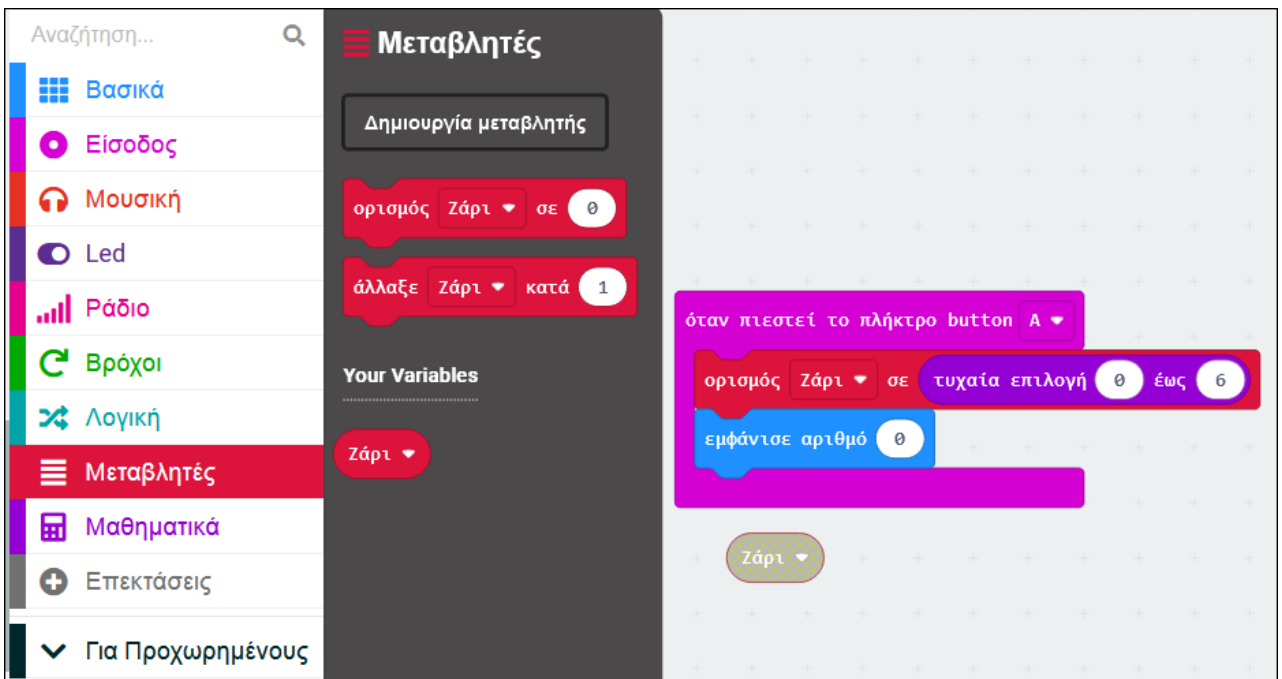 Αναζήτηση...
Βασικά
Είσοδος
Μουσική
Led
Ράδιο
Βρόχοι
Λογική
Μεταβλητές
Μαθηματικά
Επεκτάσεις
Για Προχωρημένους
Μεταβλητές
Δημιουργία μεταβλητής
ορισμός Ζάρι σε 0
άλλαξε Ζάρι κατά 1
Your Variables
Ζάρι
όταν πιεστεί το πλήκτρο button A
ορισμός Ζάρι σε τυχαία επιλογή 0 έως 6
εμφάνισε αριθμό 0
Ζάρι